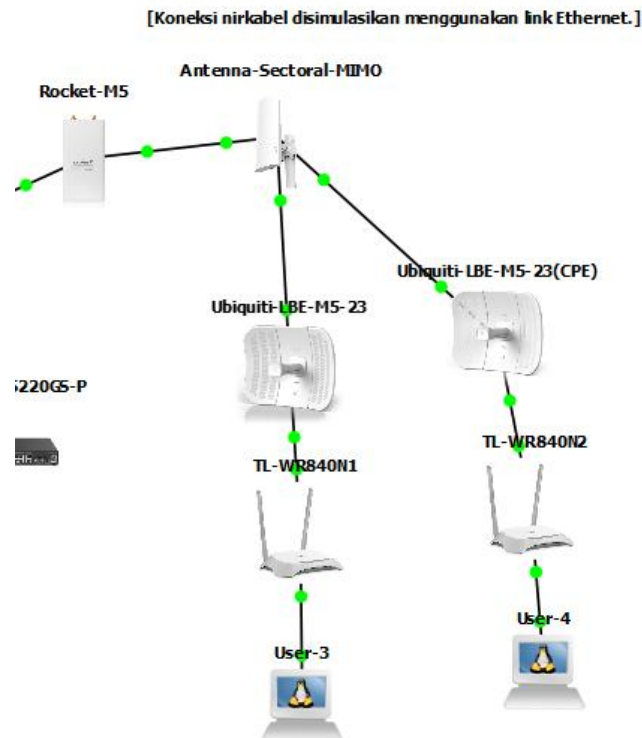 [Koneksi nirkabel disimulasikan menggunakan link Ethernet.]
Antenna-Sectoral-MIMO
Rocket-M5
Ubiquiti-LBE-M5-23(CPE)
Ubiquiti-LBE-M5-23
S220GS-P
TL-WR840N2
TL-WR840N1
User-4
User-3